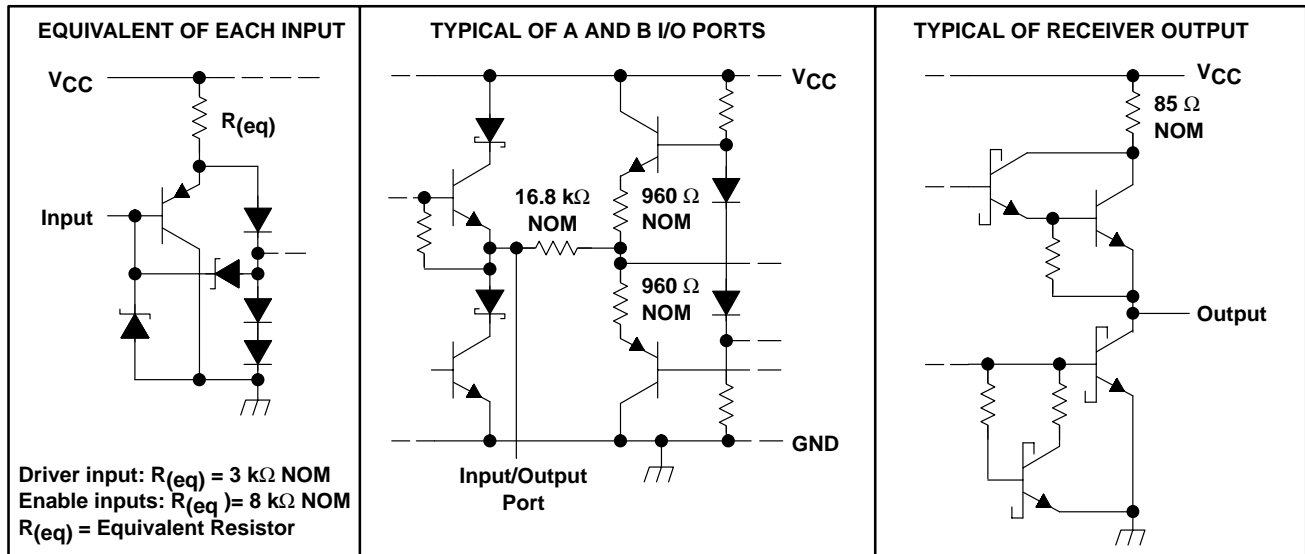 EQUIVALENT OF EACH INPUT
VCC
R(eq)
Input
Driver input: R(eq) = 3 kΩ NOM
Enable inputs: R(eq )= 8 kΩ NOM
R(eq) = Equivalent Resistor
TYPICAL OF A AND B I/O PORTS
VCC
16.8 kΩ
NOM
960 Ω
NOM
960 Ω
NOM
GND
Input/Output
Port
TYPICAL OF RECEIVER OUTPUT
VCC
85 Ω
NOM
Output